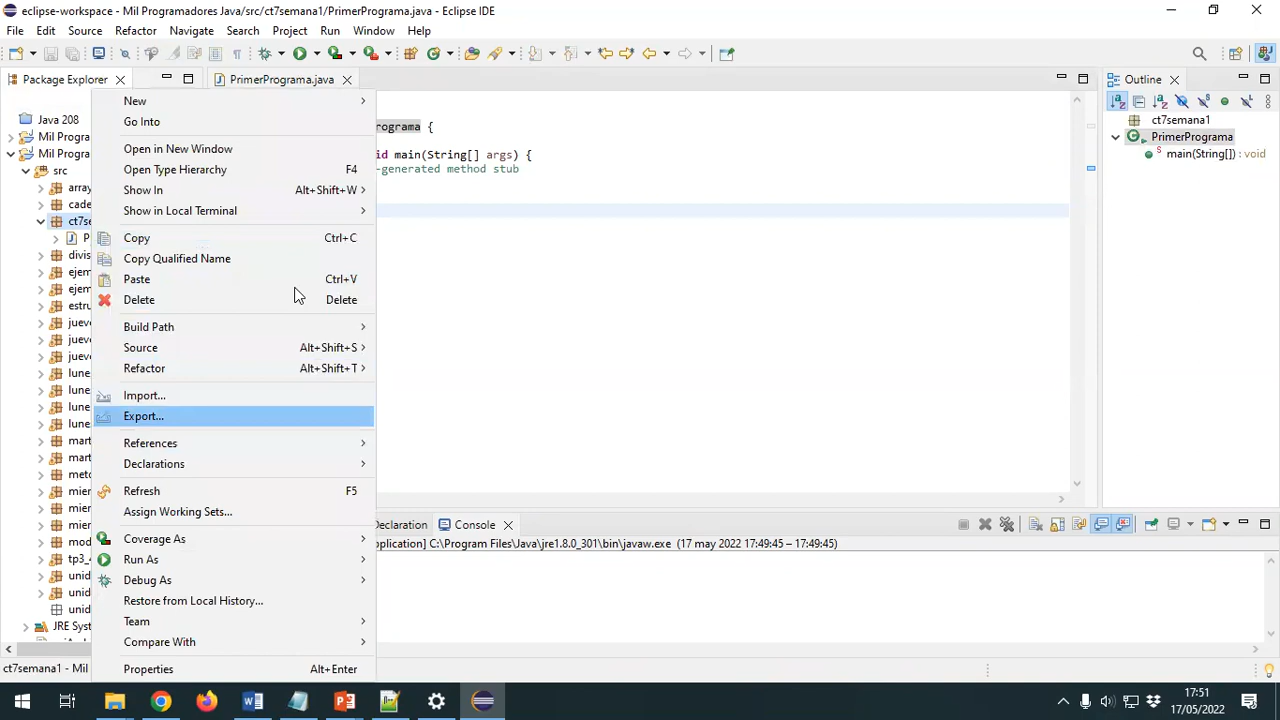 eclipse-workspace - Mil Programadores Java/src/ct7semana1/PrimerPrograma.java - Eclipse IDE
File Edit Source Refactor Navigate Search Project Run Window Help
Package Explorer
PrimerPrograma.java
Outline
Java 208
Mil Progra
Mil Progra
src
array
cade
ct7se
P
divis
ejem
ejem
estru
jueve
jueve
jueve
lune
lune
lune
lune
mart
mart
meto
mier
mier
mier
mod
tp3_4
unid
unid
unid
JRE Sys
New
Go Into
Open in New Window
Open Type Hierarchy F4
Show In Alt+Shift+W
Show in Local Terminal
Copy Ctrl+C
Copy Qualified Name
Paste Ctrl+V
Delete Delete
Build Path
Source Alt+Shift+S
Refactor Alt+Shift+T
Import...
Export...
References
Declarations
Refresh F5
Assign Working Sets...
Coverage As
Run As
Debug As
Restore from Local History...
Team
Compare With
Properties Alt+Enter
rograma {
id main(String[] args) {
-generated method stub
ct7semana1
PrimerPrograma
main(String[]) : void
Declaration Console
pplication] C:\Program Files\Java\jre1.8.0_301\bin\javaw.exe (17 may 2022 17:49:45 – 17:49:45)
ct7semana1 - Mil
17:51
17/05/2022